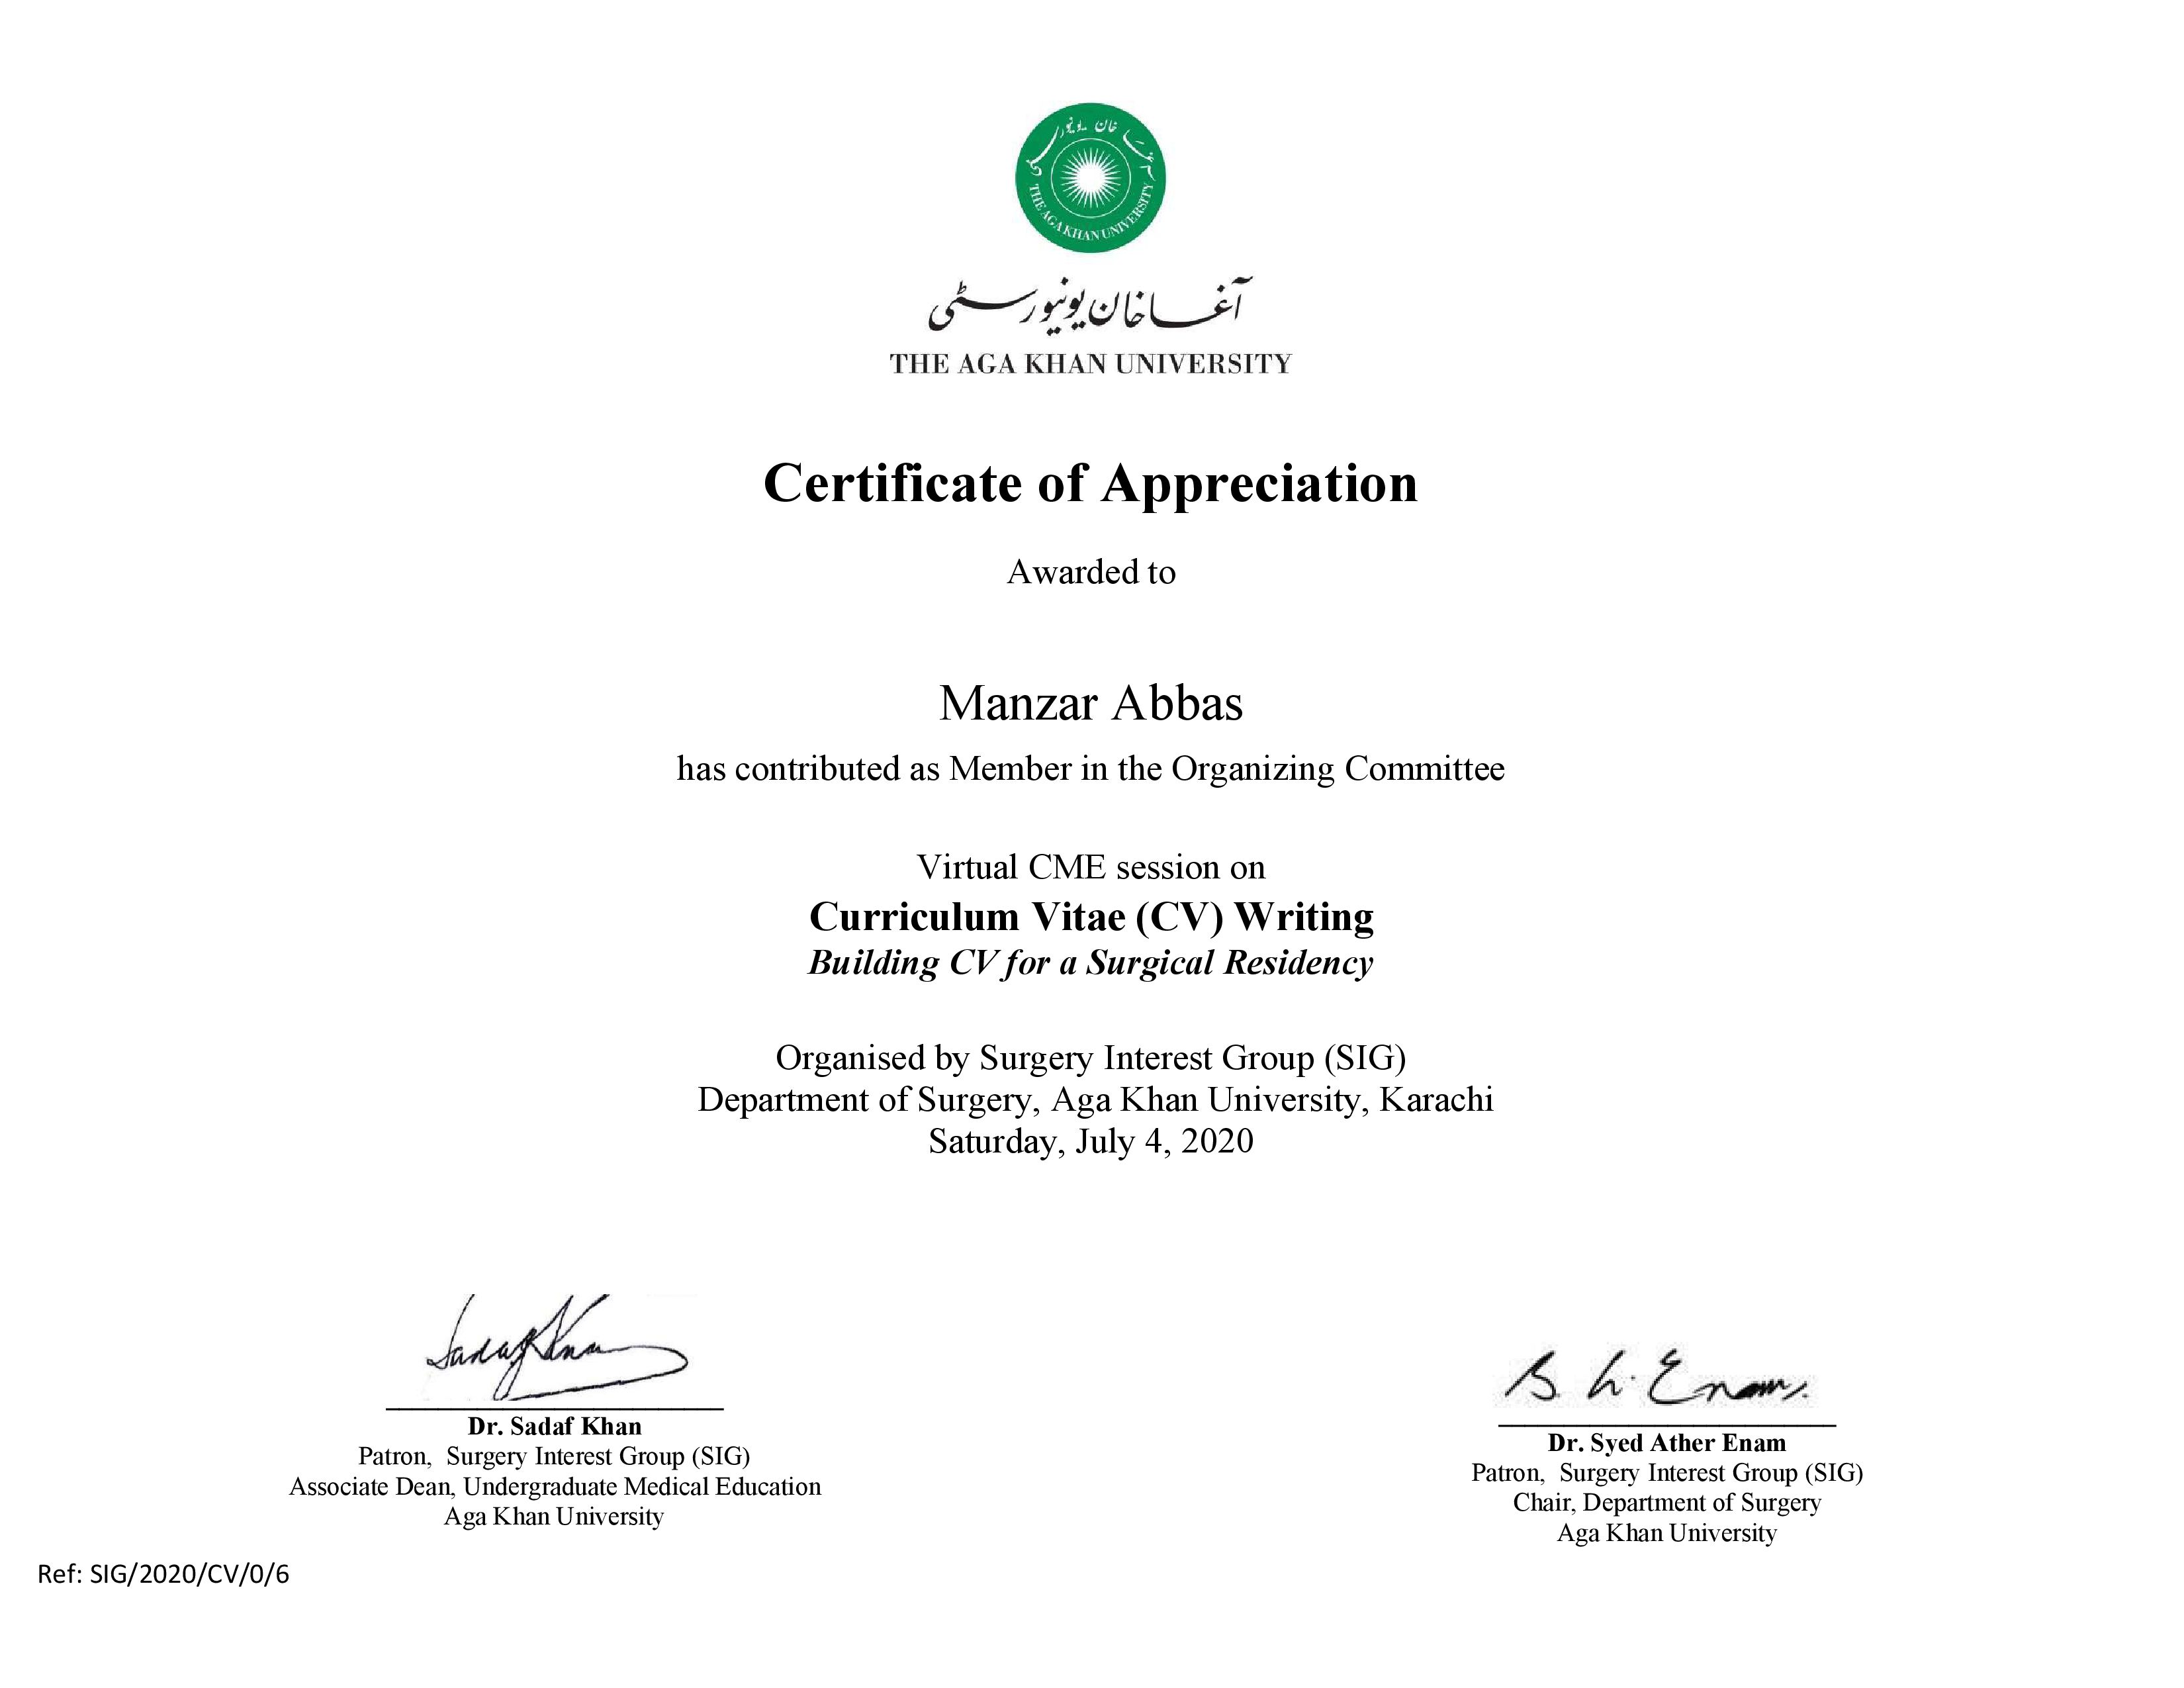 آغا خان یونیورسٹی
THE AGA KHAN UNIVERSITY
آغا خان یونیورسٹی
THE AGA KHAN UNIVERSITY
Certificate of Appreciation
Awarded to
Manzar Abbas
has contributed as Member in the Organizing Committee
Virtual CME session on
Curriculum Vitae (CV) Writing
Building CV for a Surgical Residency
Organised by Surgery Interest Group (SIG)
Department of Surgery, Aga Khan University, Karachi
Saturday, July 4, 2020
Sadaf Khan
Dr. Sadaf Khan
Patron, Surgery Interest Group (SIG)
Associate Dean, Undergraduate Medical Education
Aga Khan University
S. A. Enam.
Dr. Syed Ather Enam
Patron, Surgery Interest Group (SIG)
Chair, Department of Surgery
Aga Khan University
Ref: SIG/2020/CV/0/6